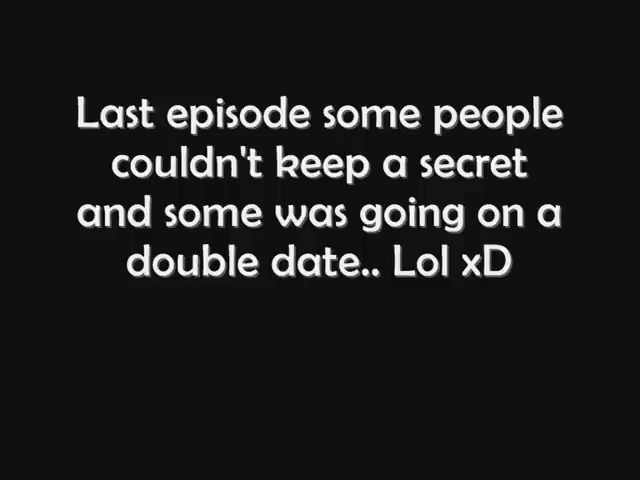 Last episode some people
couldn't keep a secret
and some was going on a
double date.. Lol xD